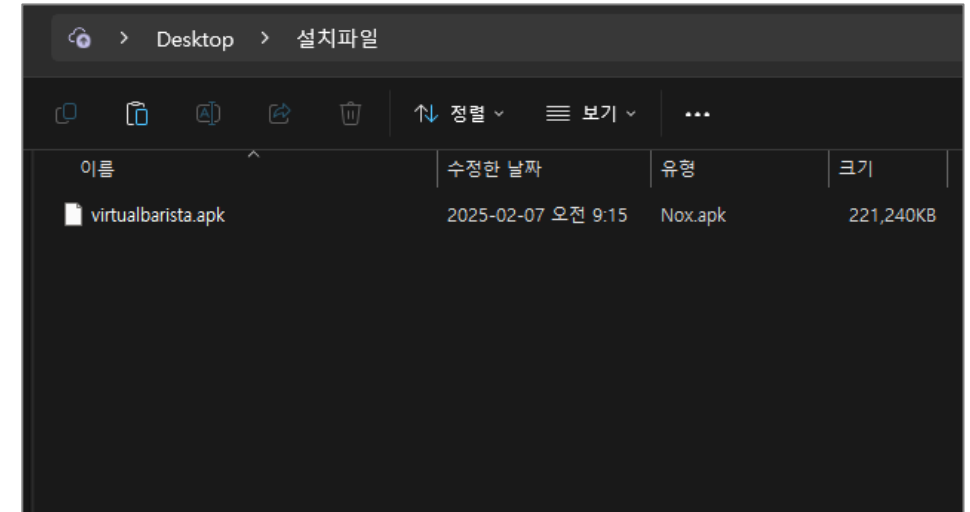 > Desktop > 설치파일
정렬 보기 •••
이름 수정한 날짜 유형 크기
virtualbarista.apk 2025-02-07 오전 9:15 Nox.apk 221,240KB